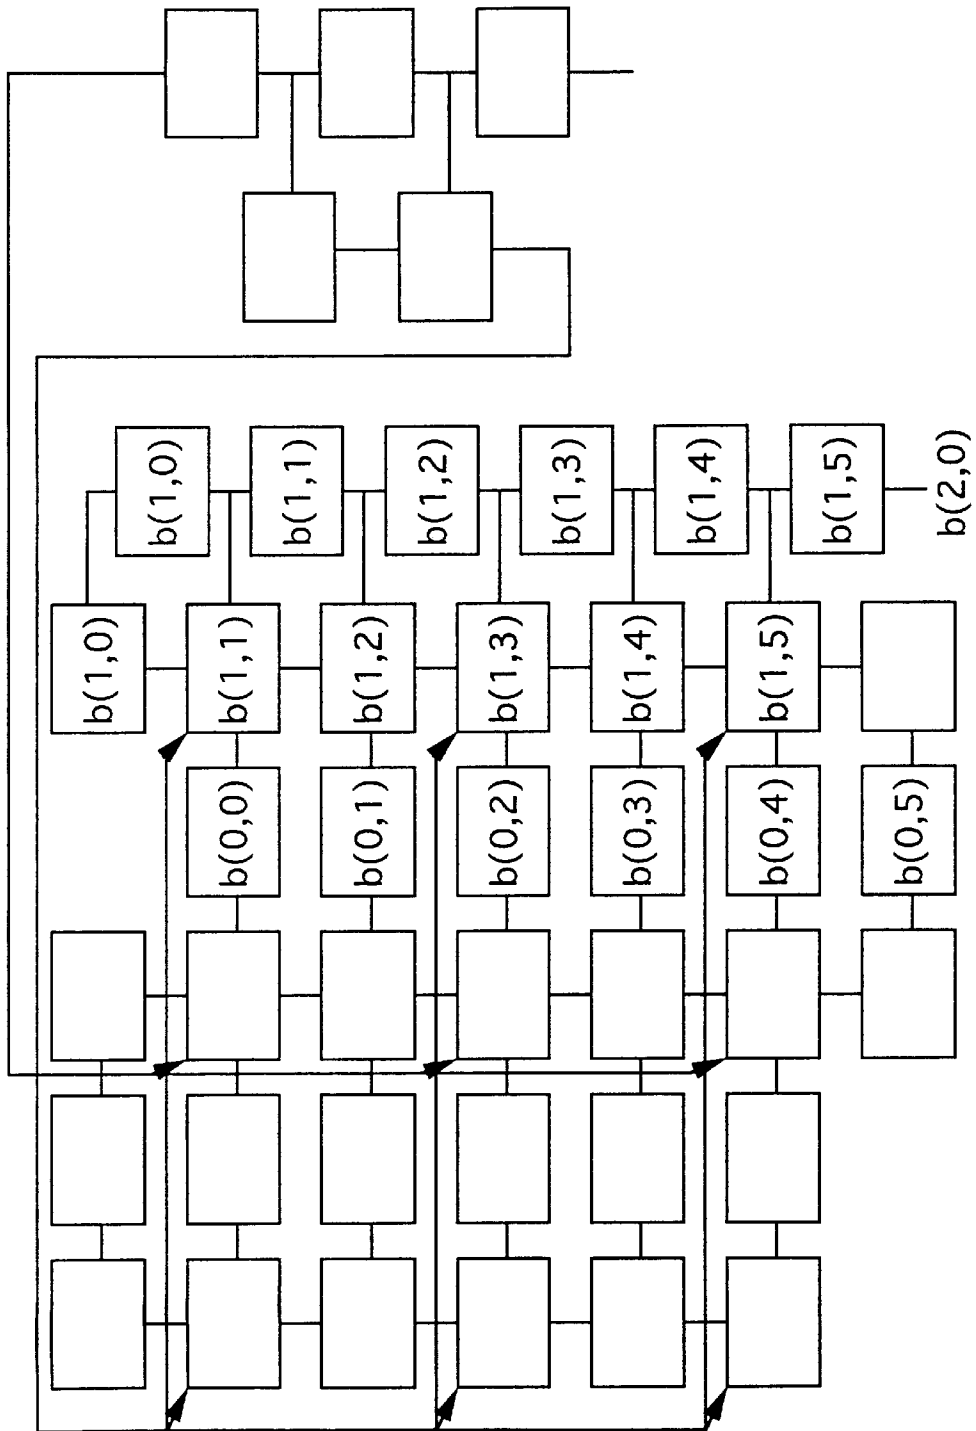 b(1,0)
b(1,0)
b(0,0)
b(1,1)
b(1,1)
b(0,1)
b(1,2)
b(1,2)
b(0,2)
b(1,3)
b(1,3)
b(0,3)
b(1,4)
b(1,4)
b(0,4)
b(1,5)
b(1,5)
b(0,5)
b(2,0)